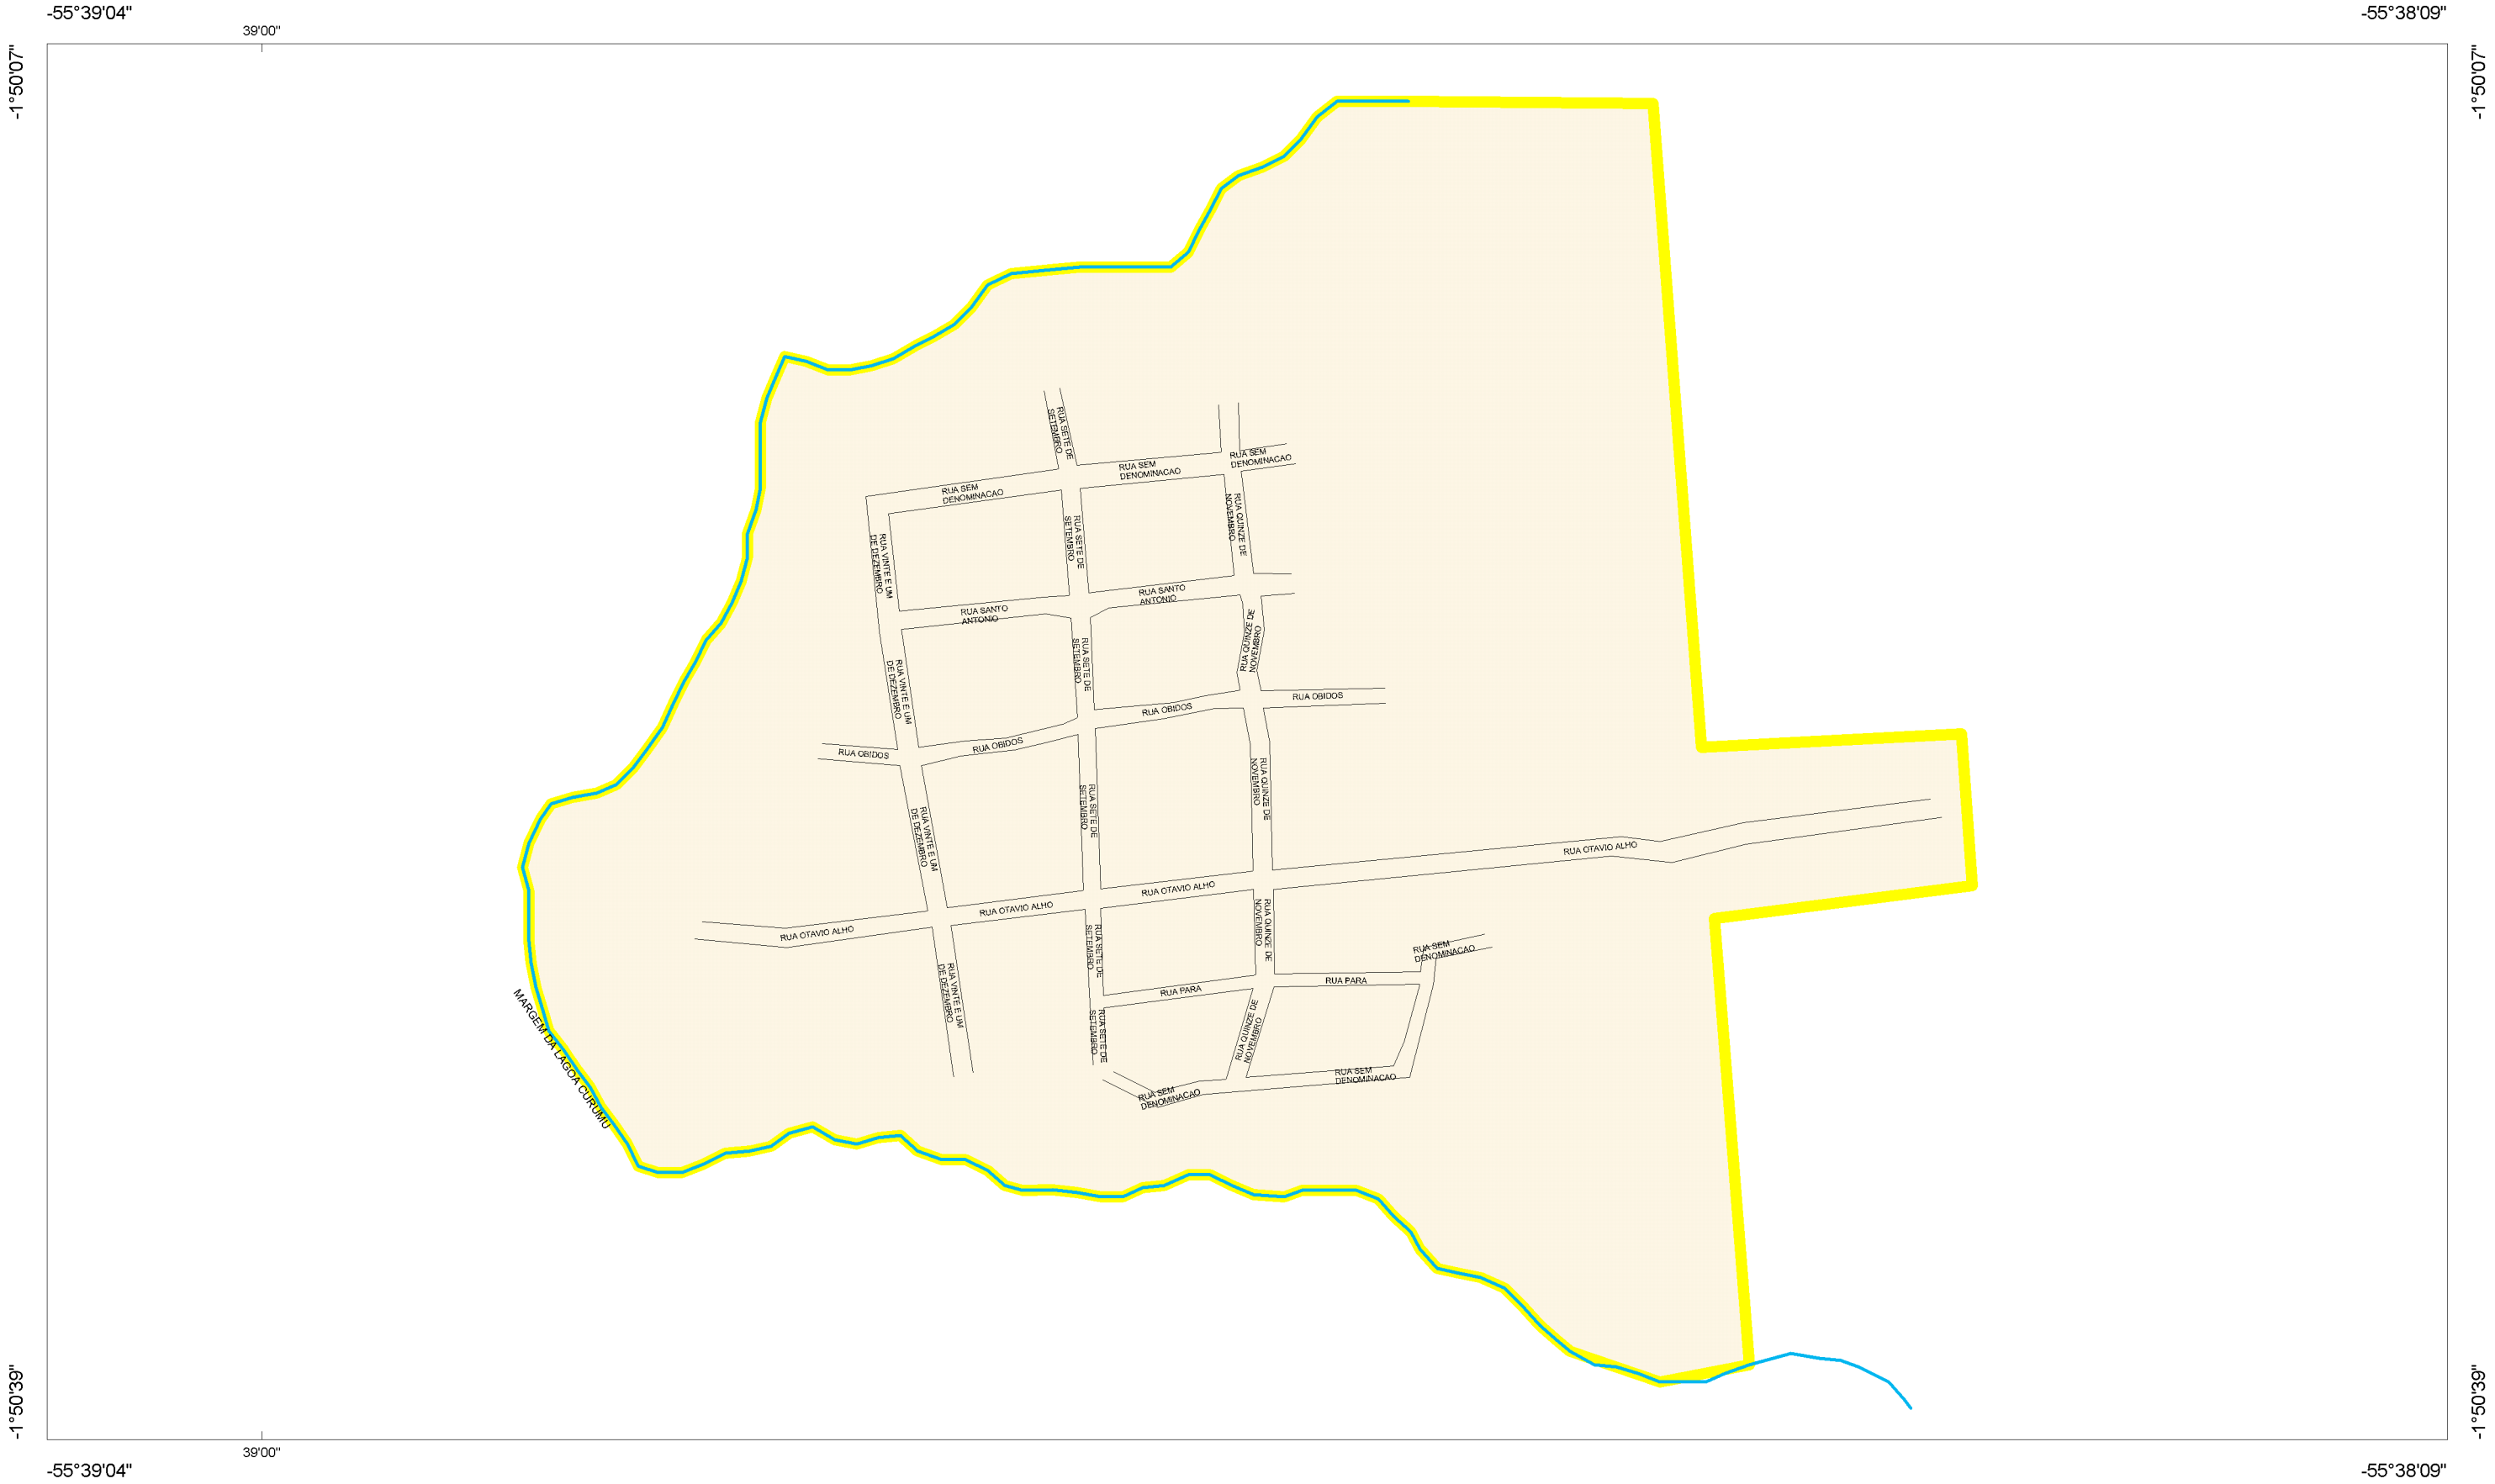 -55°39'04"
-55°38'09"
39'00"
-1°50'07"
-1°50'07"
RUA SETE DE
SETEMBRO
RUA SEM
DENOMINACAO
RUA SEM
DENOMINACAO
RUA SEM
DENOMINACAO
RUA QUINZE DE
NOVEMBRO
RUA SETE DE
SETEMBRO
RUA VINTE E UM
DE DEZEMBRO
RUA SANTO
ANTONIO
RUA SANTO
ANTONIO
RUA QUINZE DE
NOVEMBRO
RUA SETE DE
SETEMBRO
RUA VINTE E UM
DE DEZEMBRO
RUA OBIDOS
RUA OBIDOS
RUA OBIDOS
RUA OBIDOS
RUA QUINZE DE
NOVEMBRO
RUA SETE DE
SETEMBRO
RUA VINTE E UM
DE DEZEMBRO
RUA OTAVIO ALHO
RUA OTAVIO ALHO
RUA OTAVIO ALHO
RUA OTAVIO ALHO
RUA QUINZE DE
NOVEMBRO
RUA SETE DE
SETEMBRO
RUA SEM
DENOMINACAO
RUA VINTE E UM
DE DEZEMBRO
RUA PARA
RUA PARA
MARGEM DA LAGOA CURUMU
RUA SETE DE
SETEMBRO
RUA QUINZE DE
NOVEMBRO
RUA SEM
DENOMINACAO
RUA SEM
DENOMINACAO
-1°50'39"
-1°50'39"
39'00"
-55°39'04"
-55°38'09"